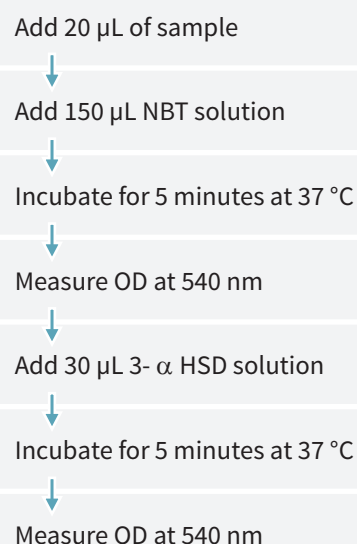 Add 20 µL of sample
Add 150 µL NBT solution
Incubate for 5 minutes at 37 °C
Measure OD at 540 nm
Add 30 µL 3- α HSD solution
Incubate for 5 minutes at 37 °C
Measure OD at 540 nm